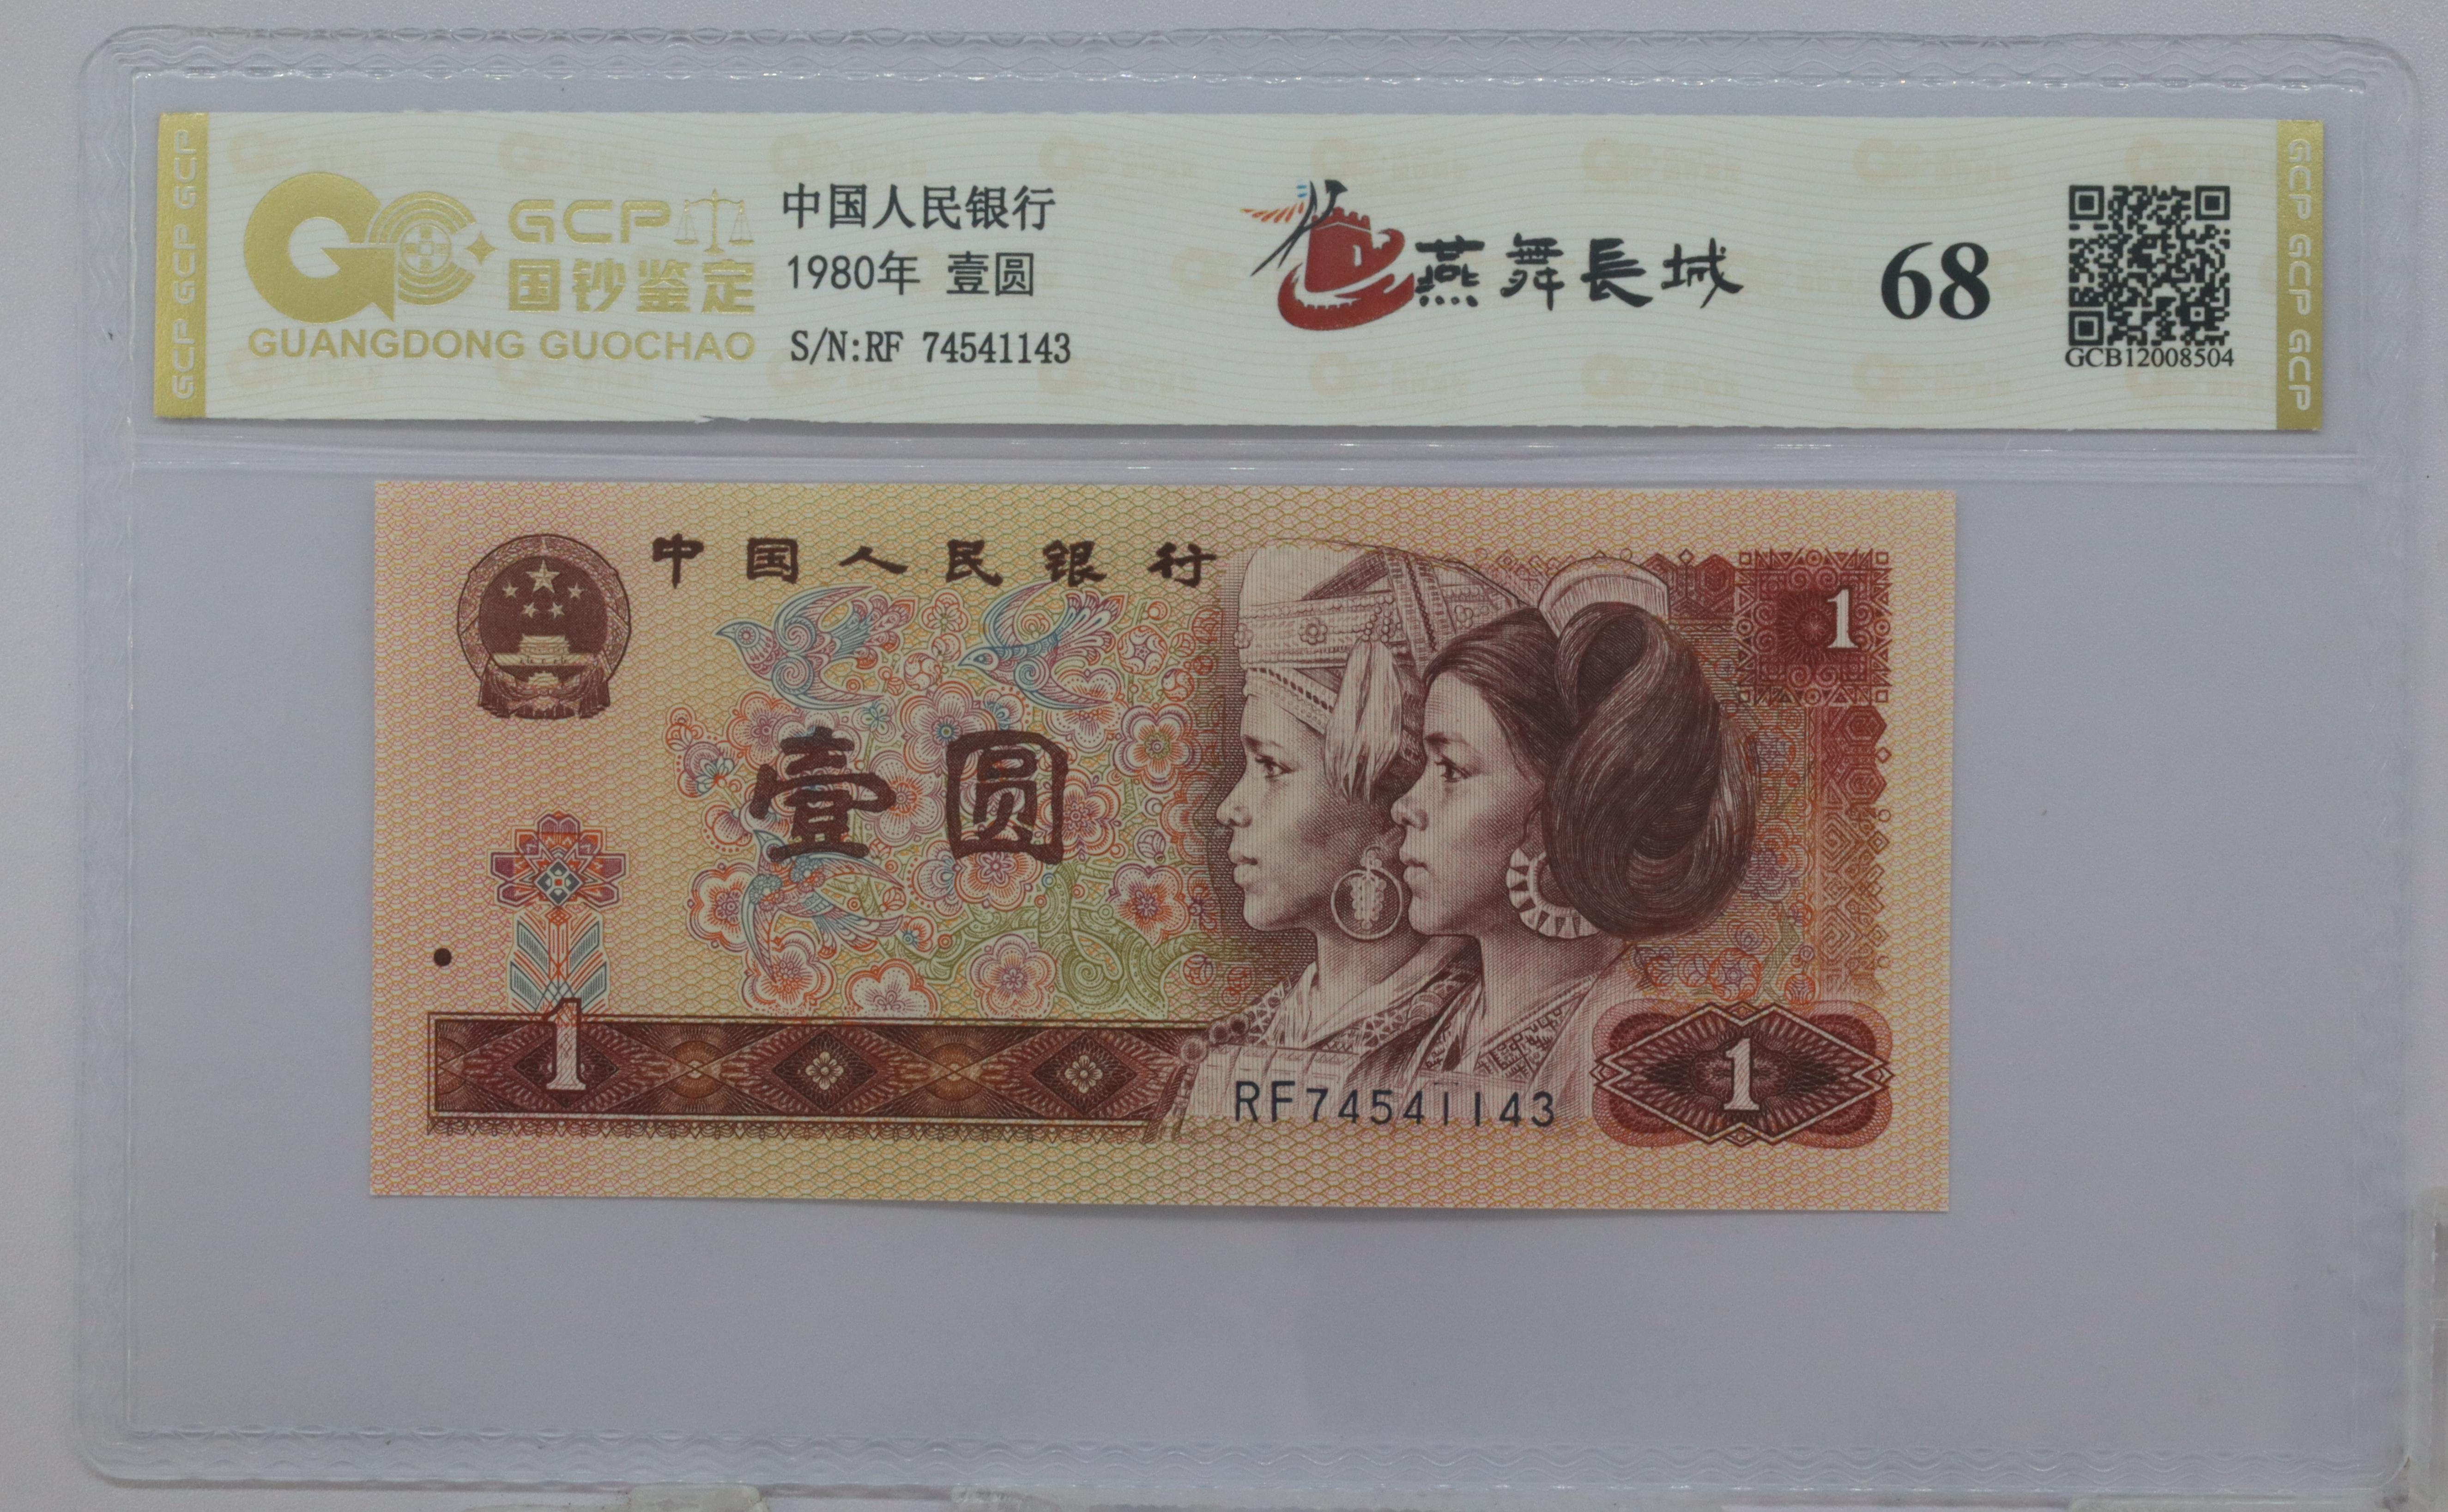 GCP GCP GCP
GCP
国钞鉴定
GUANGDONG GUOCHAO
中国人民银行
1980年 壹圆
S/N:RF 74541143
燕舞長城
68
GCB12008504
GCP GCP GCP
中国人民银行
1
壹圆
1
RF74541143
1